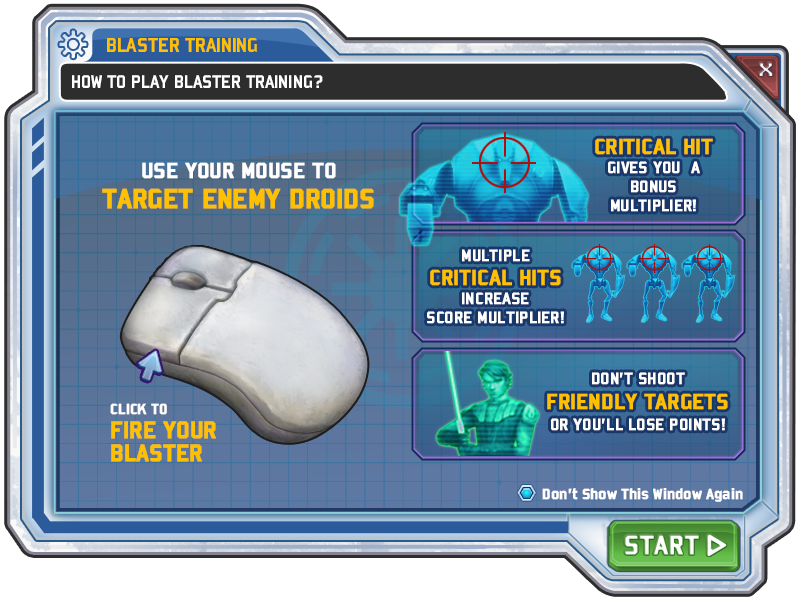 BLASTER TRAINING
HOW TO PLAY BLASTER TRAINING?
X
USE YOUR MOUSE TO
TARGET ENEMY DROIDS
CLICK TO
FIRE YOUR
BLASTER
CRITICAL HIT
GIVES YOU A
BONUS
MULTIPLIER!
MULTIPLE
CRITICAL HITS
INCREASE
SCORE MULTIPLIER!
DON'T SHOOT
FRIENDLY TARGETS
OR YOU'LL LOSE POINTS!
Don't Show This Window Again
START